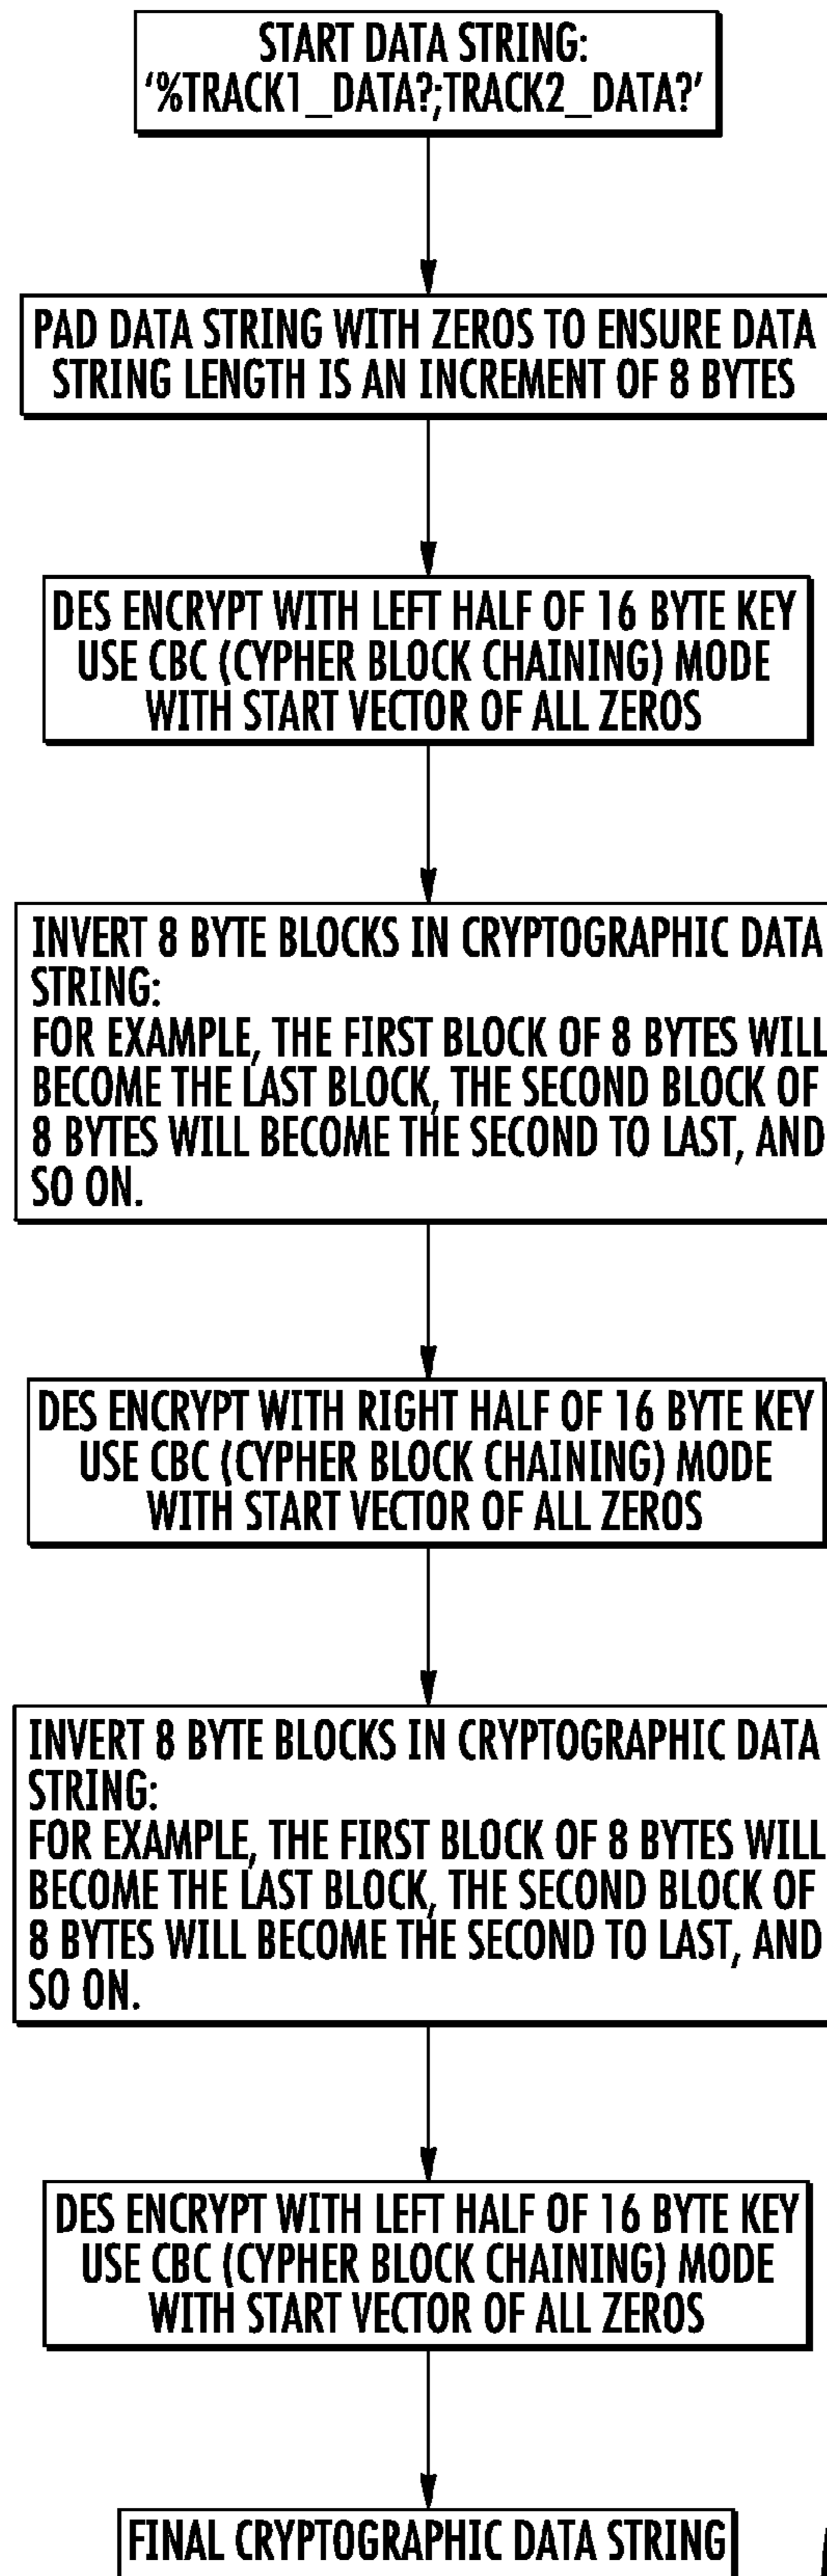 START DATA STRING:
‘%TRACK1_DATA?;TRACK2_DATA?’
PAD DATA STRING WITH ZEROS TO ENSURE DATA
STRING LENGTH IS AN INCREMENT OF 8 BYTES
DES ENCRYPT WITH LEFT HALF OF 16 BYTE KEY
USE CBC (CYPHER BLOCK CHAINING) MODE
WITH START VECTOR OF ALL ZEROS
INVERT 8 BYTE BLOCKS IN CRYPTOGRAPHIC DATA
STRING:
FOR EXAMPLE, THE FIRST BLOCK OF 8 BYTES WILL
BECOME THE LAST BLOCK, THE SECOND BLOCK OF
8 BYTES WILL BECOME THE SECOND TO LAST, AND
SO ON.
DES ENCRYPT WITH RIGHT HALF OF 16 BYTE KEY
USE CBC (CYPHER BLOCK CHAINING) MODE
WITH START VECTOR OF ALL ZEROS
INVERT 8 BYTE BLOCKS IN CRYPTOGRAPHIC DATA
STRING:
FOR EXAMPLE, THE FIRST BLOCK OF 8 BYTES WILL
BECOME THE LAST BLOCK, THE SECOND BLOCK OF
8 BYTES WILL BECOME THE SECOND TO LAST, AND
SO ON.
DES ENCRYPT WITH LEFT HALF OF 16 BYTE KEY
USE CBC (CYPHER BLOCK CHAINING) MODE
WITH START VECTOR OF ALL ZEROS
FINAL CRYPTOGRAPHIC DATA STRING